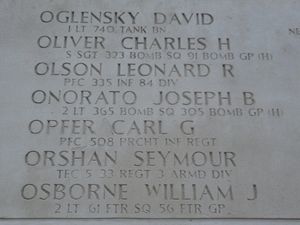 OGLENSKY DAVID
1 LT 740 TANK BN
OLIVER CHARLES H
S SGT 323 BOMB SQ 91 BOMB GP (H)
OLSON LEONARD R
PFC 335 INF 84 DIV
ONORATO JOSEPH B
2 LT 365 BOMB SQ 305 BOMB GP (H)
OPFER CARL G
PFC 508 PRCHT INF REGT
ORSHAN SEYMOUR
TEC 5 33 REGT 3 ARMD DIV
OSBORNE WILLIAM J
2 LT 61 FTR SQ 56 FTR GP